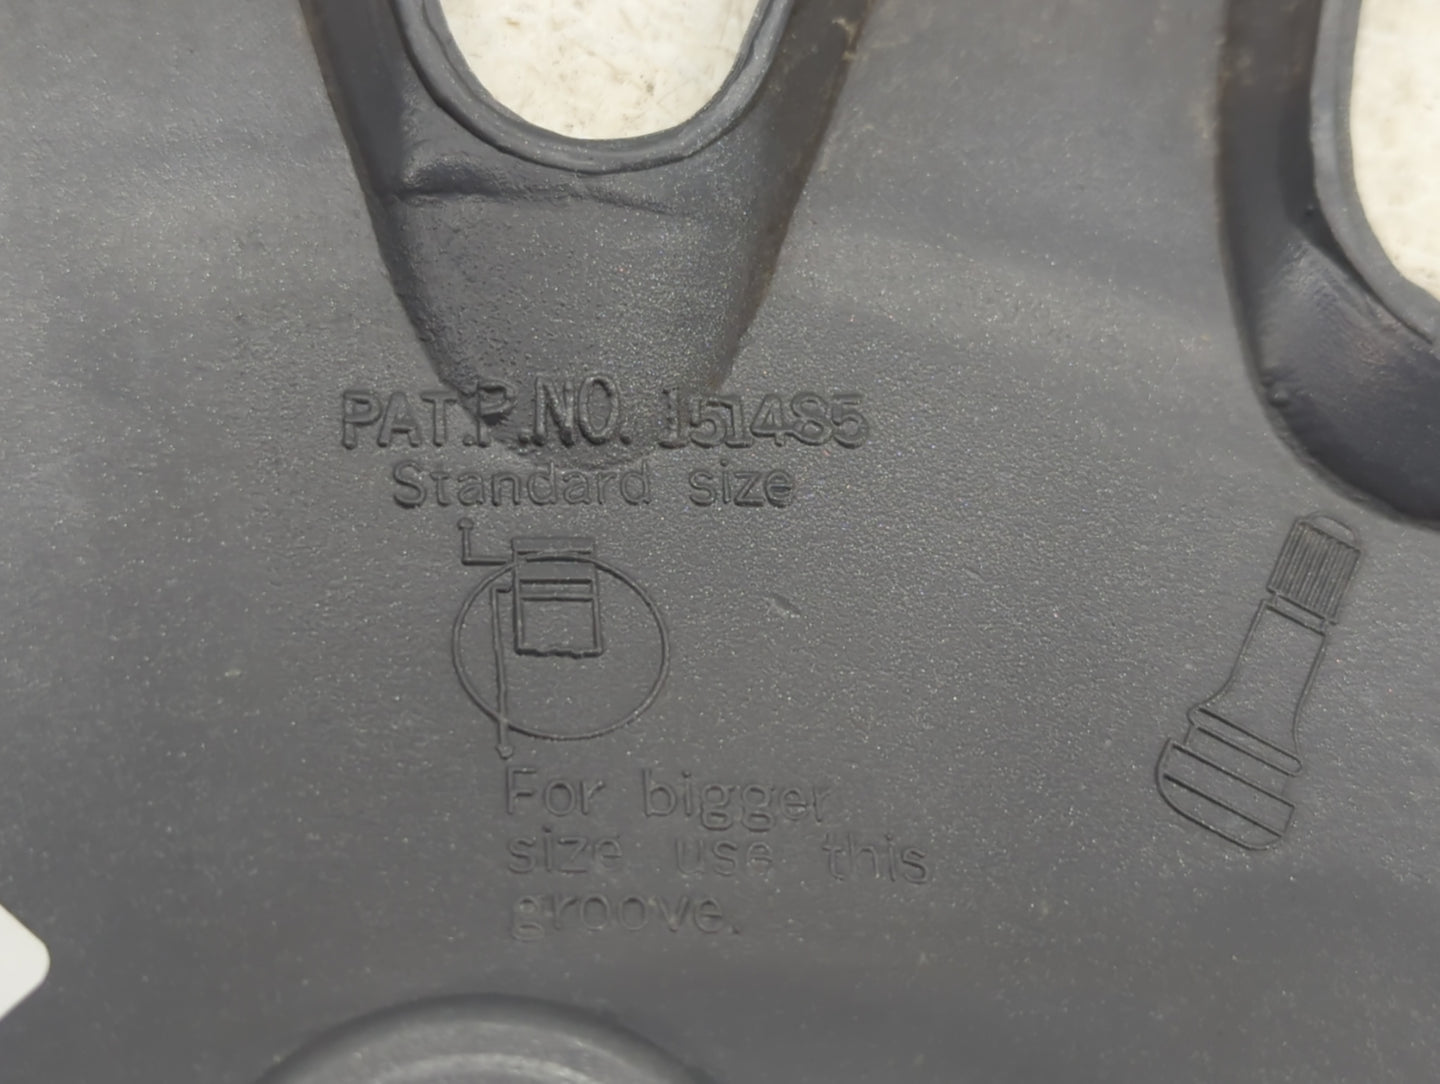 PAT.P.NO. 151485
Standard size
For bigger
size use this
groove.